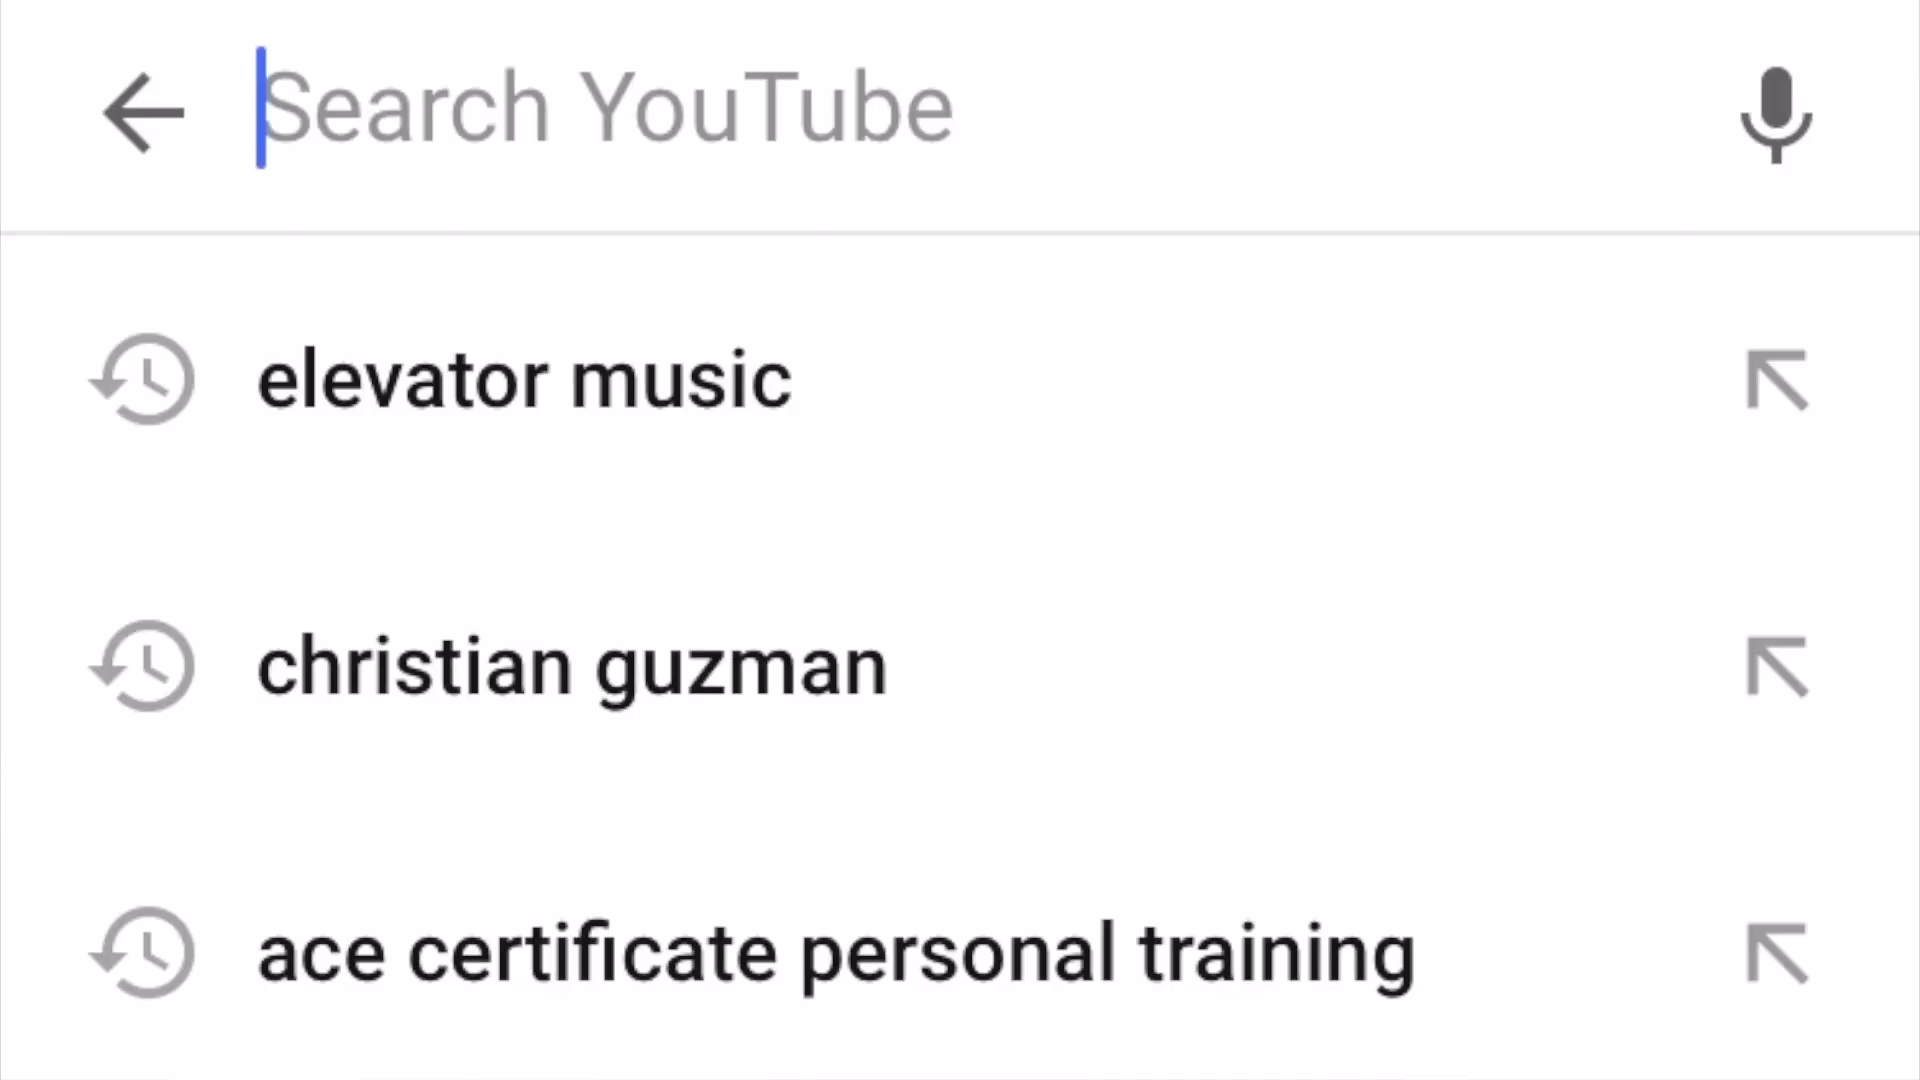 Search YouTube
elevator music
christian guzman
ace certificate personal training